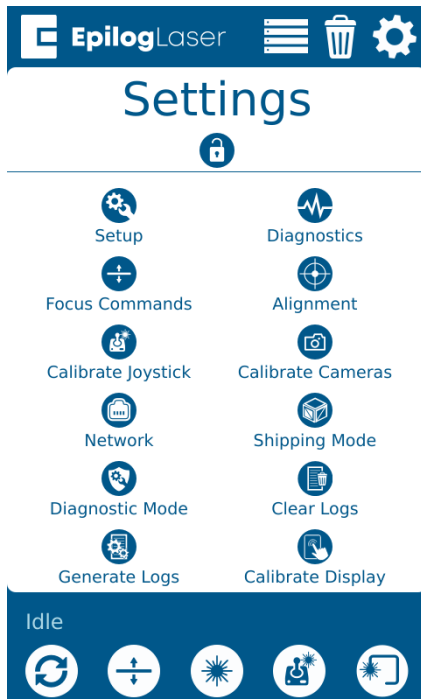 EpilogLaser
Settings
Setup
Diagnostics
Focus Commands
Alignment
Calibrate Joystick
Calibrate Cameras
Network
Shipping Mode
Diagnostic Mode
Clear Logs
Generate Logs
Calibrate Display
Idle